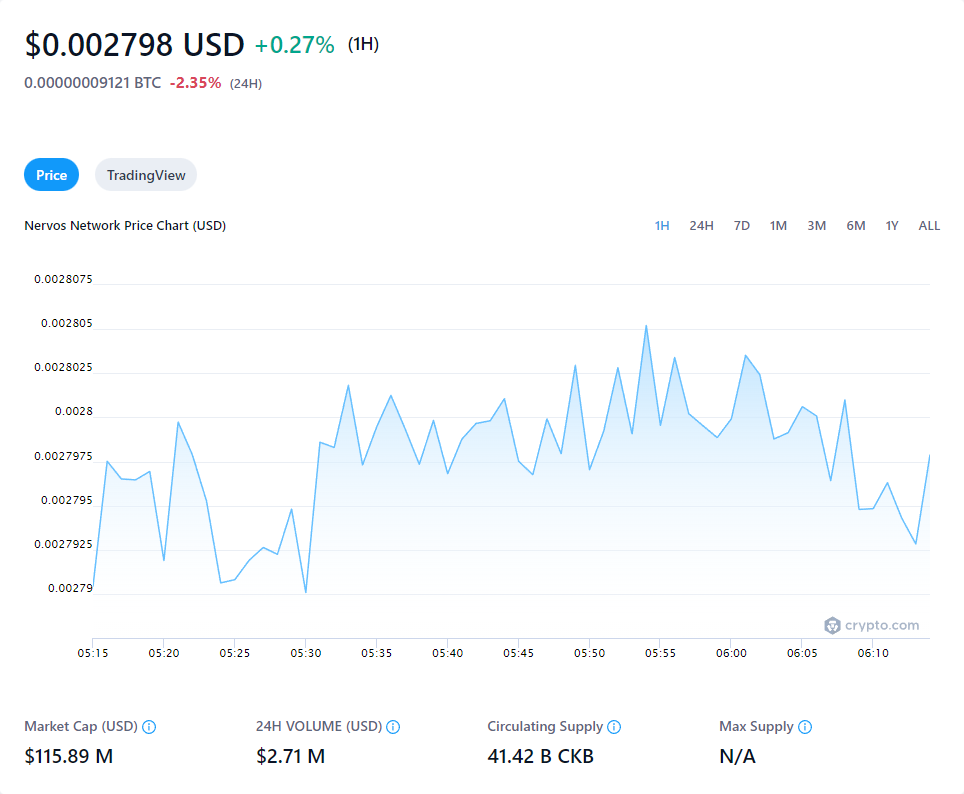 $0.002798 USD +0.27% (1H)
0.00000009121 BTC -2.35% (24H)
Price TradingView
Nervos Network Price Chart (USD) 1H 24H 7D 1M 3M 6M 1Y ALL
0.0028075
0.002805
0.0028025
0.0028
0.0027975
0.002795
0.0027925
0.00279
crypto.com
05:15 05:20 05:25 05:30 05:35 05:40 05:45 05:50 05:55 06:00 06:05 06:10
Market Cap (USD) 24H VOLUME (USD) Circulating Supply Max Supply
$115.89 M $2.71 M 41.42 B CKB N/A